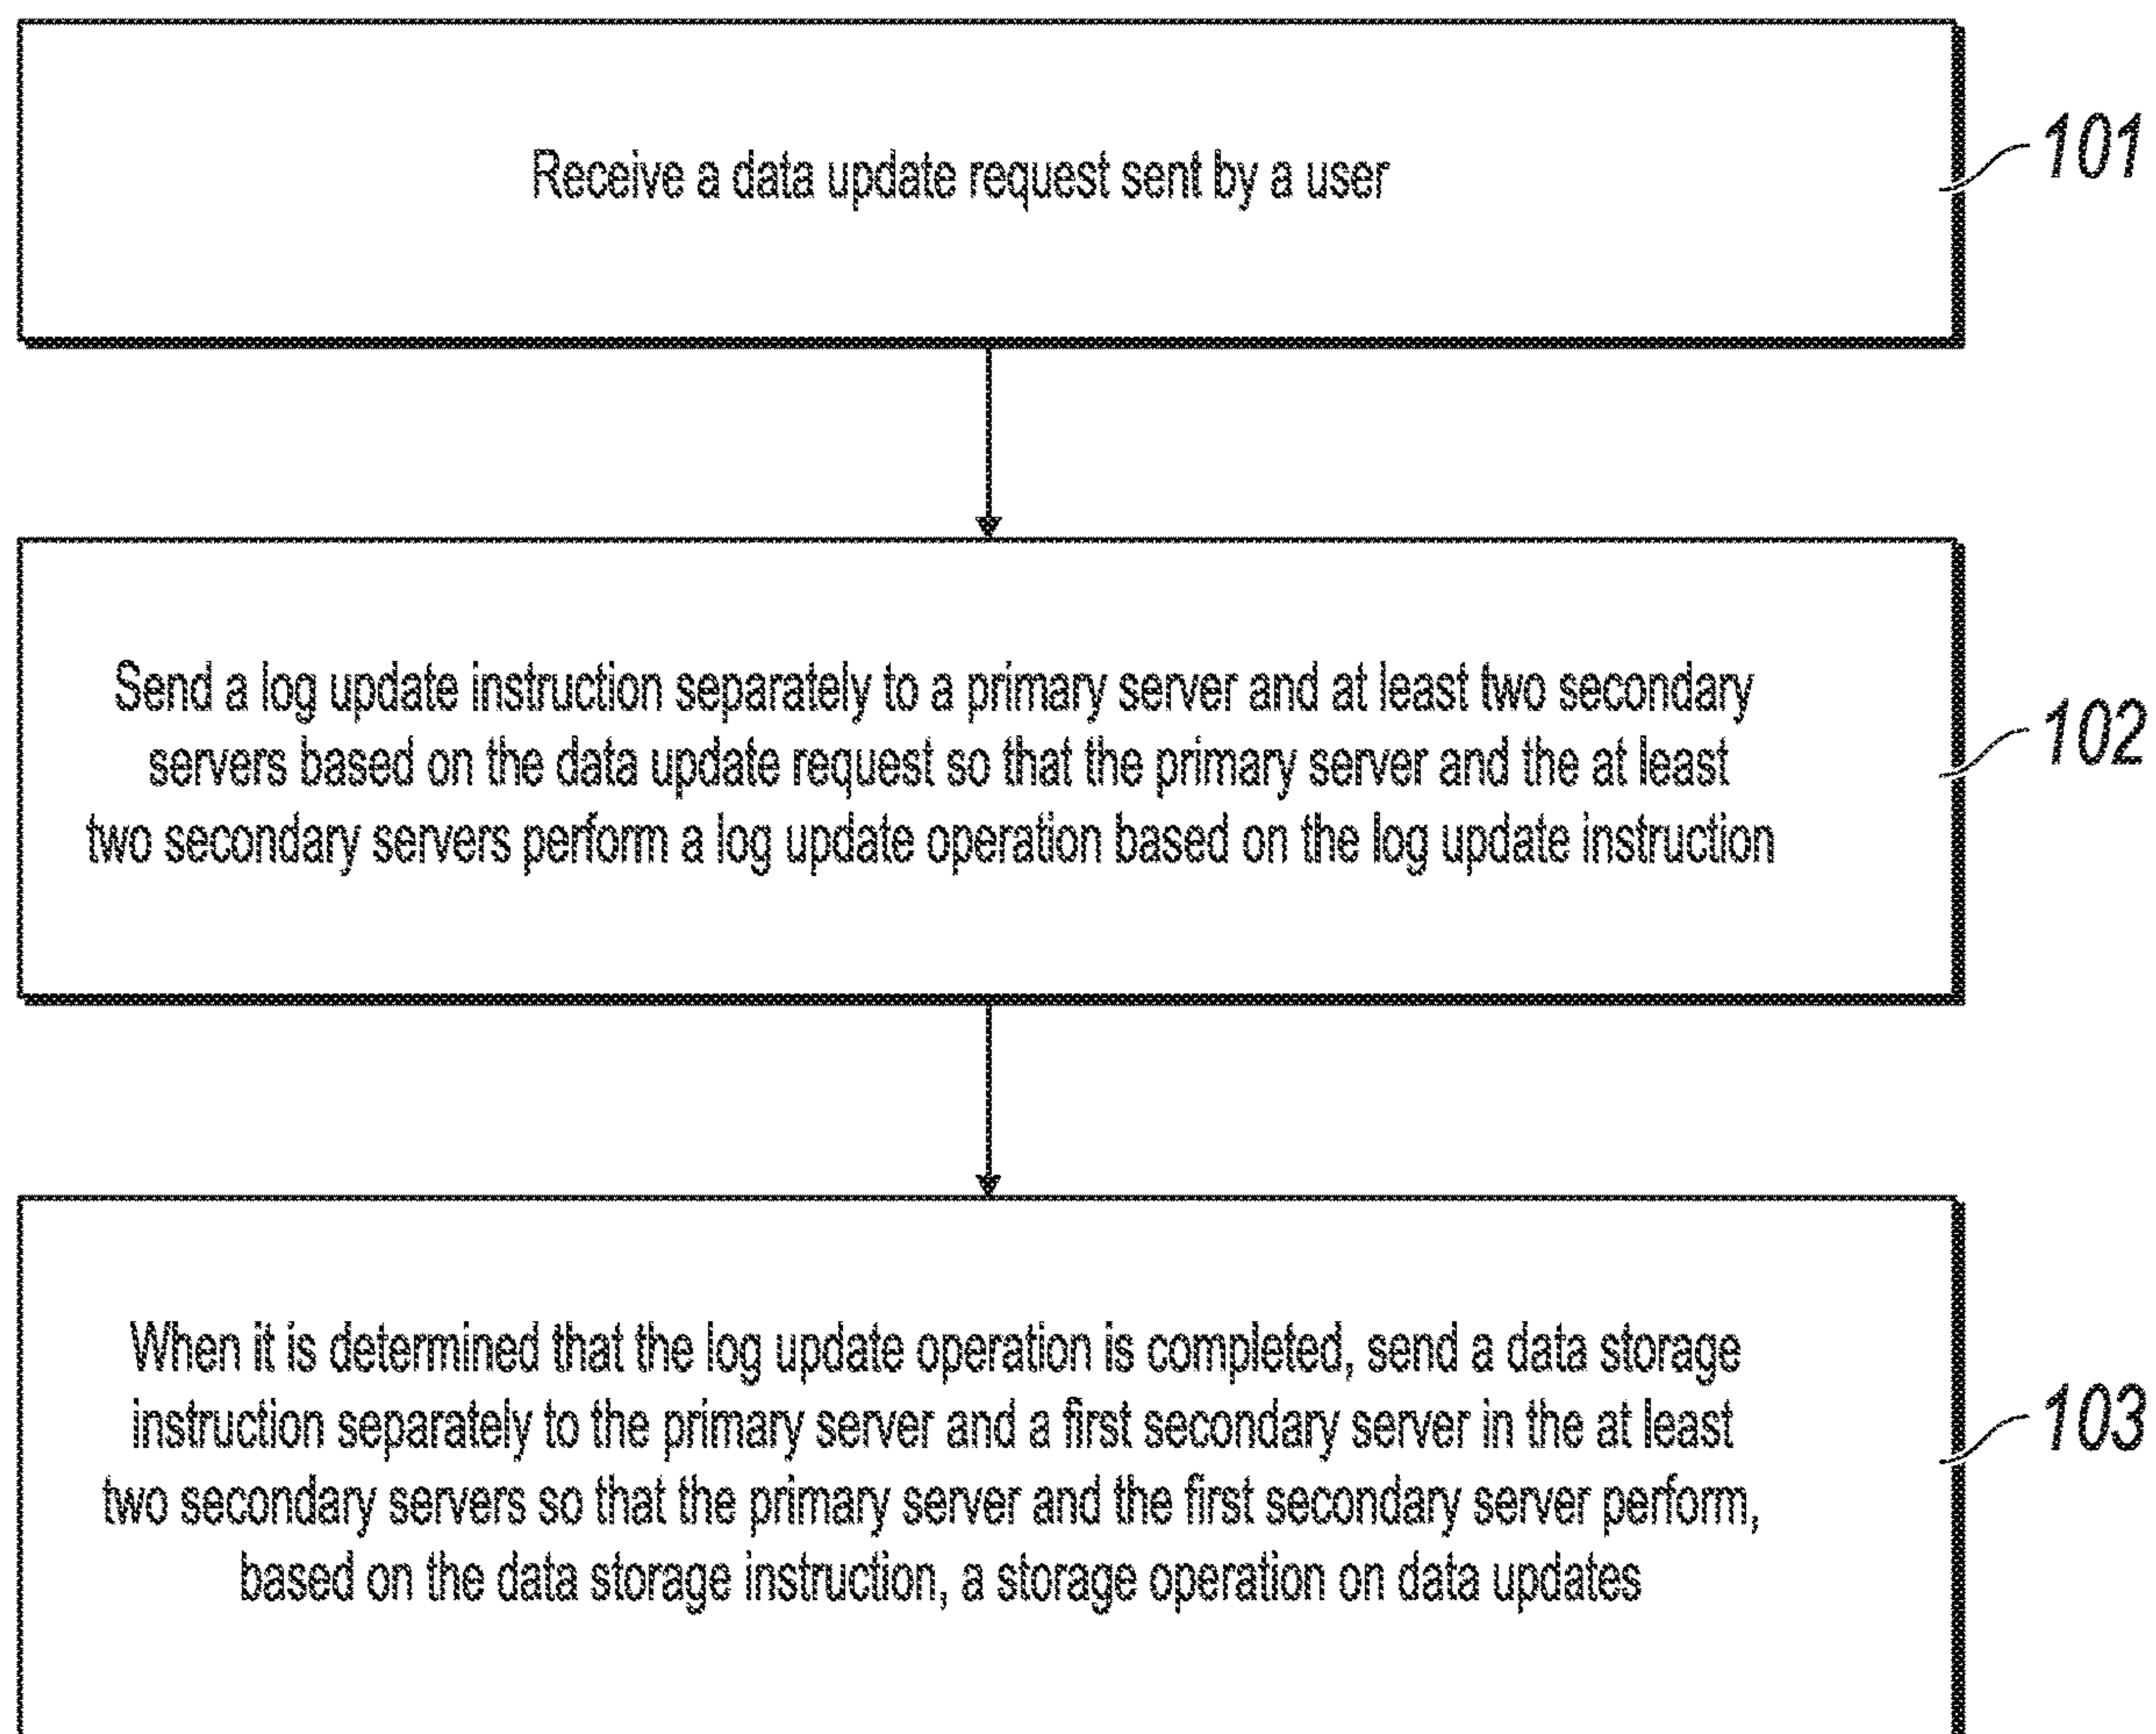 Receive a data update request sent by a user
101
Send a log update instruction separately to a primary server and at least two secondary
servers based on the data update request so that the primary server and the at least
two secondary servers perform a log update operation based on the log update instruction
102
When it is determined that the log update operation is completed, send a data storage
instruction separately to the primary server and a first secondary server in the at least
two secondary servers so that the primary server and the first secondary server perform,
based on the data storage instruction, a storage operation on data updates
103